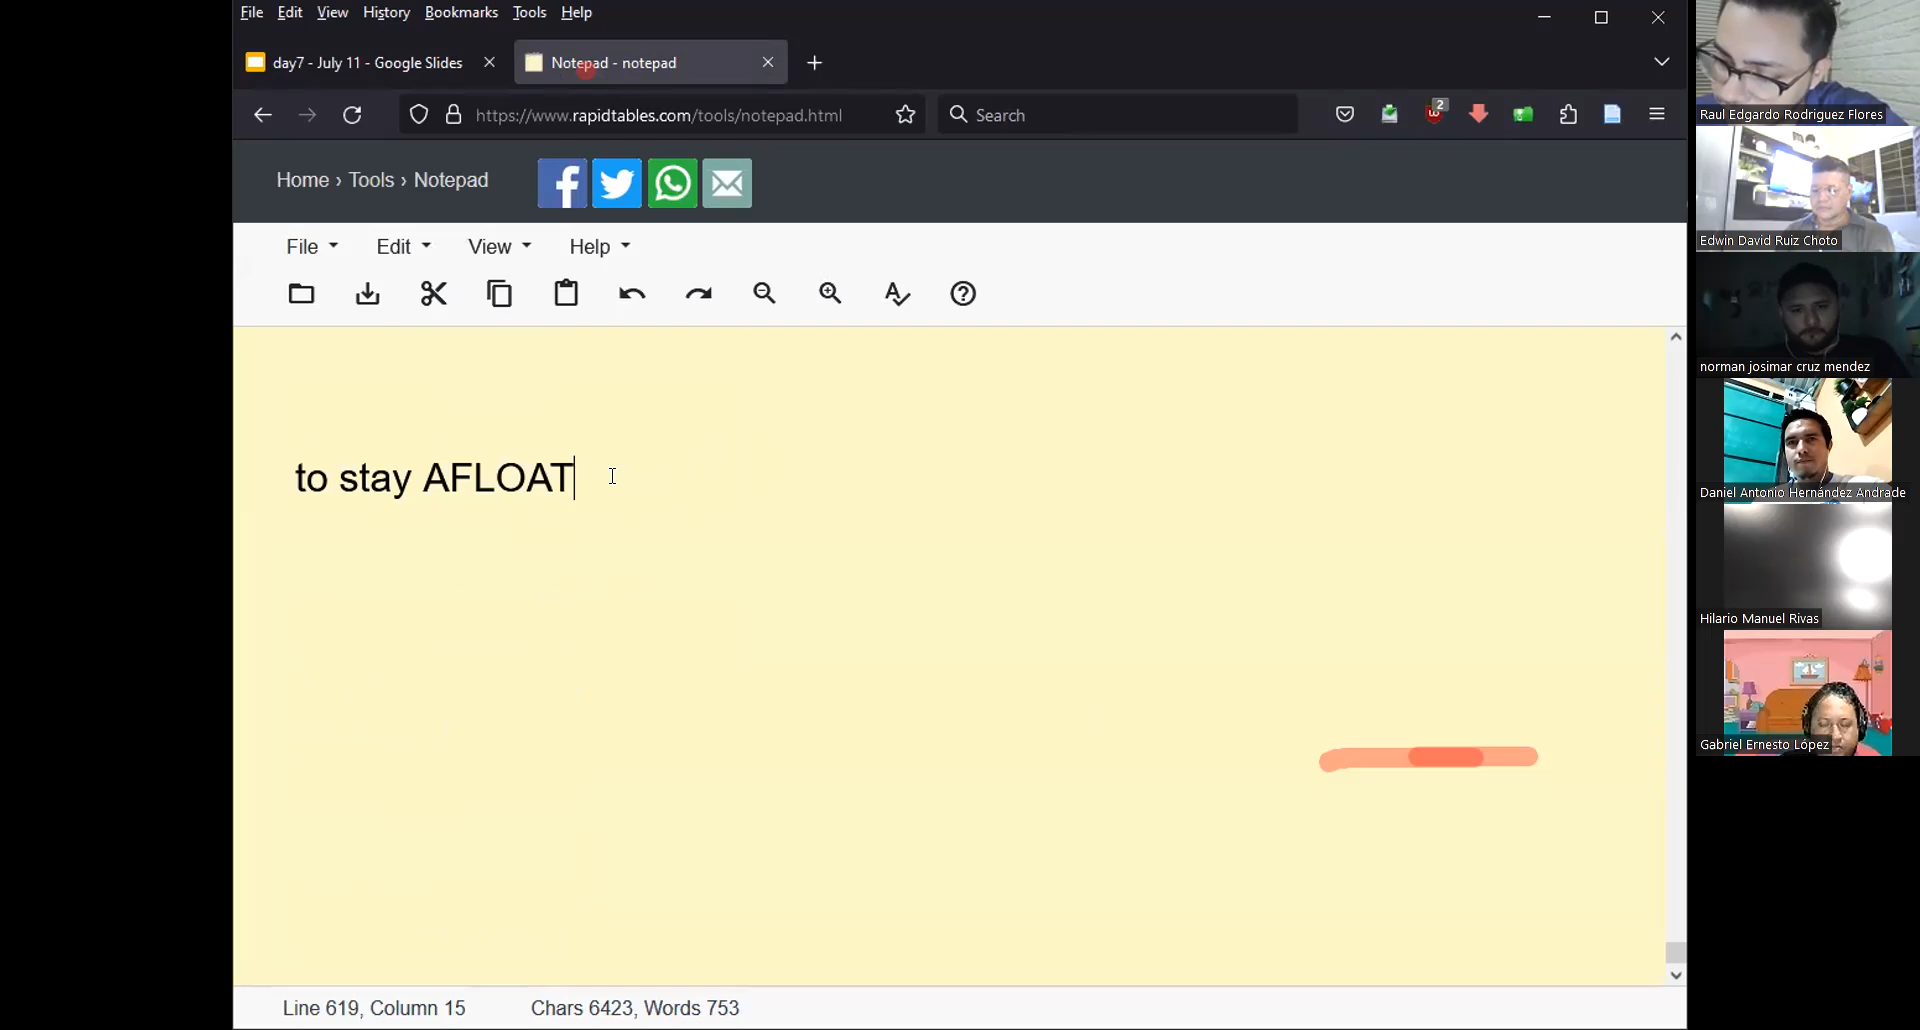 File Edit View History Bookmarks Tools Help
day7 - July 11 - Google Slides
Notepad - notepad
https://www.rapidtables.com/tools/notepad.html
Search
2
Home › Tools › Notepad
File Edit View Help
to stay AFLOAT
Line 619, Column 15 Chars 6423, Words 753
Raul Edgardo Rodriguez Flores
Edwin David Ruiz Choto
norman josimar cruz mendez
Daniel Antonio Hernández Andrade
Hilario Manuel Rivas
Gabriel Ernesto López